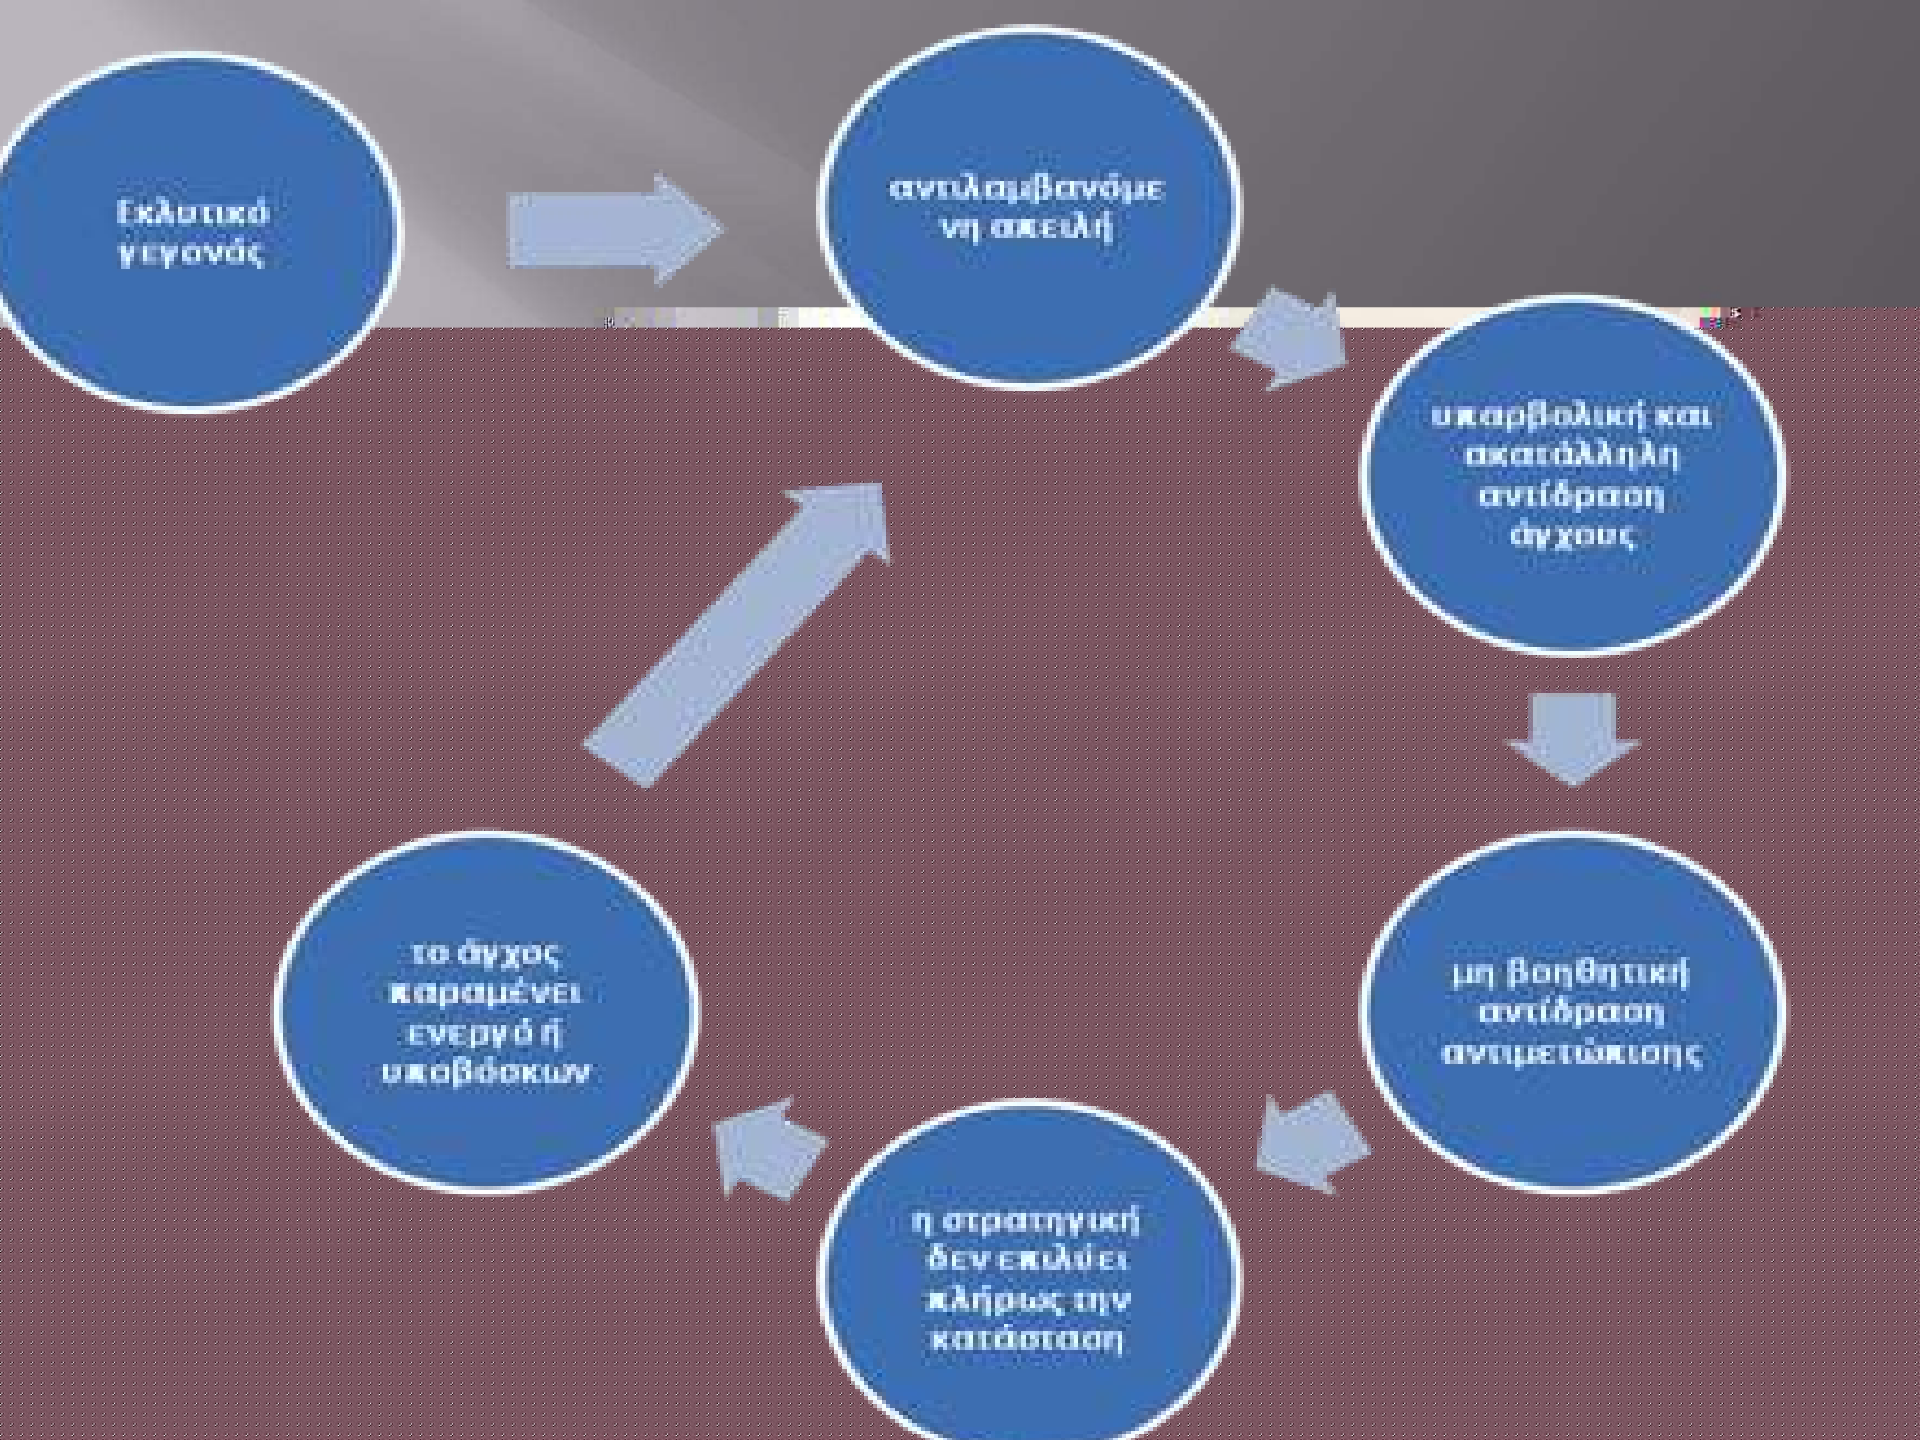 Εκλυτικό
γεγονός
αντιλαμβανόμε
νη απειλή
υπαρβολική και
ακατάλληλη
αντίδραση
άγχους
μη βοηθητική
αντίδραση
αντιμετώπισης
η στρατηγική
δεν επιλύει
πλήρως την
κατάσταση
το άγχος
παραμένει
ενεργό ή
υποβόσκων